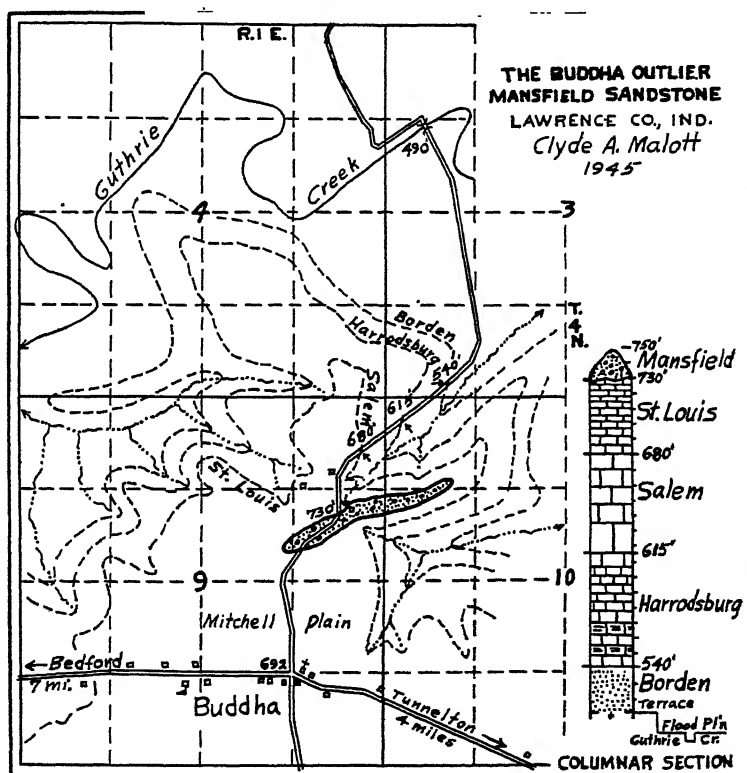 R.1 E.
THE BUDDHA OUTLIER
MANSFIELD SANDSTONE
LAWRENCE CO., IND.
Clyde A. Malott
1945
Guthrie
Creek
490'
4
3
Borden
Harrodsburg
T.
4
N.
Salem
540'
615'
680'
St. Louis
730'
9
10
Mitchell Plain
← Bedford
7 mi.
692
Buddha
Tunnelton →
4 miles
750'
Mansfield
730'
St. Louis
680'
Salem
615'
Harrodsburg
540'
Borden
Terrace
Flood Pl'n
Guthrie Cr.
COLUMNAR SECTION